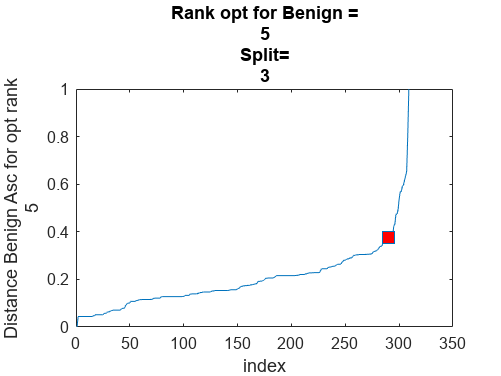 Rank opt for Benign =
5
Split=
3
Distance Benign Asc for opt rank
5
1
0.8
0.6
0.4
0.2
0
0 50 100 150 200 250 300 350
index